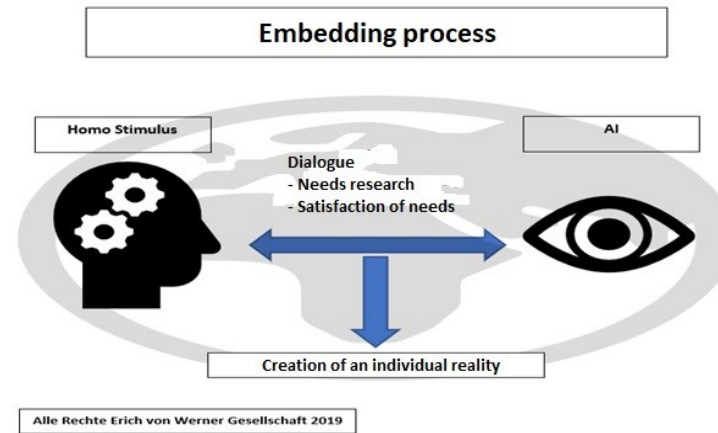 Embedding process
Homo Stimulus
AI
Dialogue
- Needs research
- Satisfaction of needs
Creation of an individual reality
Alle Rechte Erich von Werner Gesellschaft 2019